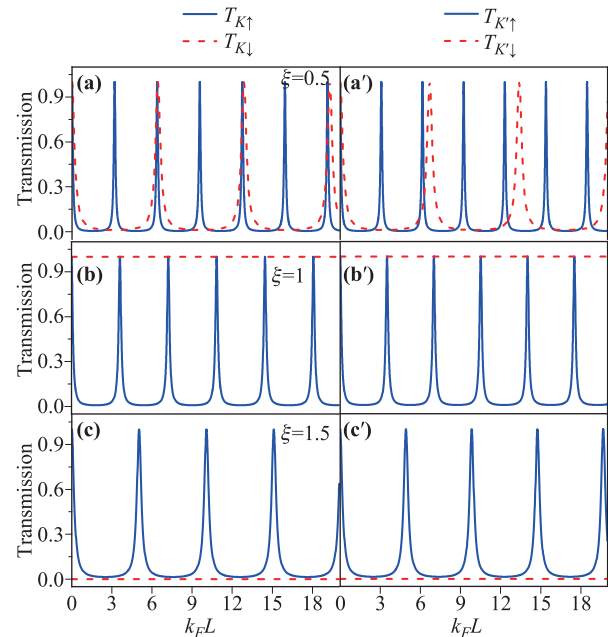 T_{K↑} T_{K'↑}
T_{K↓} T_{K'↓}
(a) ξ=0.5 (a')
0.9
0.6
0.3
0.0
Transmission
(b) ξ=1 (b')
0.9
0.6
0.3
0.0
Transmission
(c) ξ=1.5 (c')
0.9
0.6
0.3
0.0
Transmission
0 3 6 9 12 15 18 0 3 6 9 12 15 18
k_F L k_F L